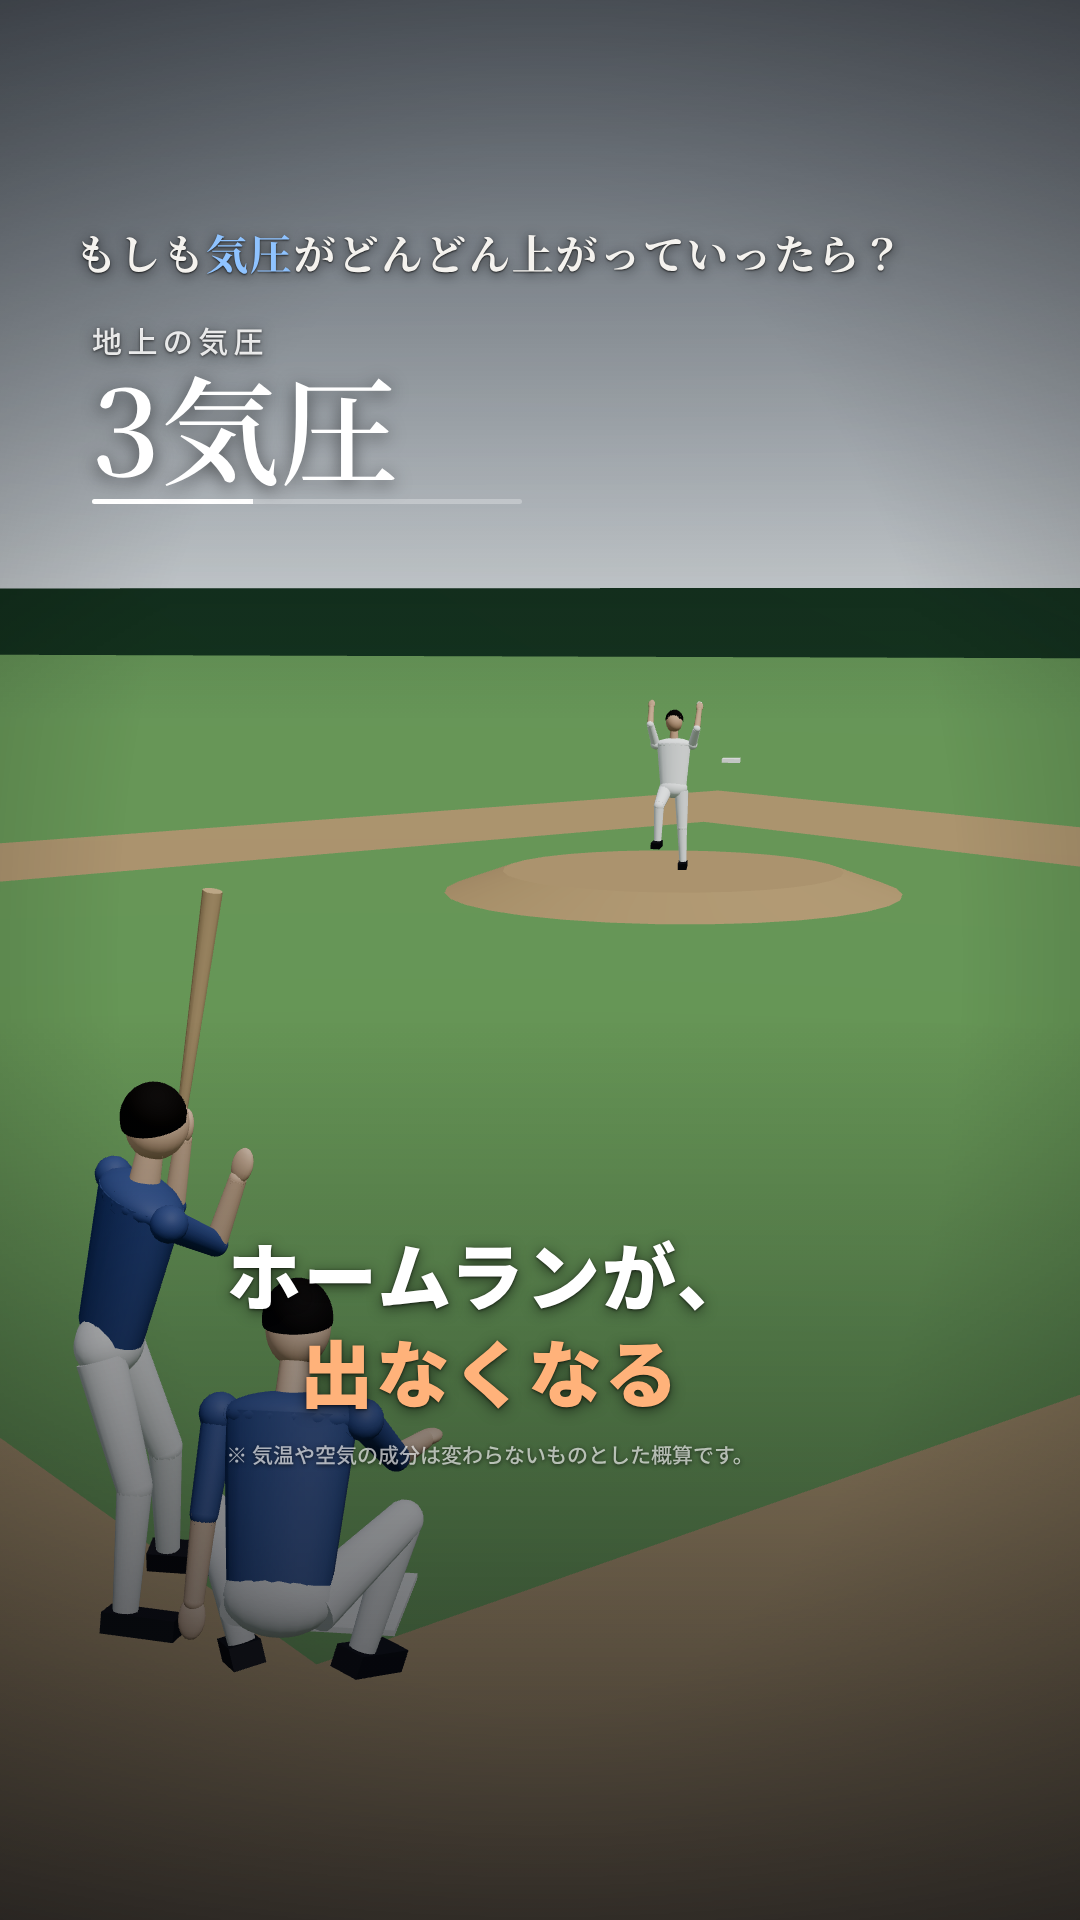 もしも気圧がどんどん上がっていったら？
地上の気圧
3気圧
ホームランが、
出なくなる
※ 気温や空気の成分は変わらないものとした概算です。